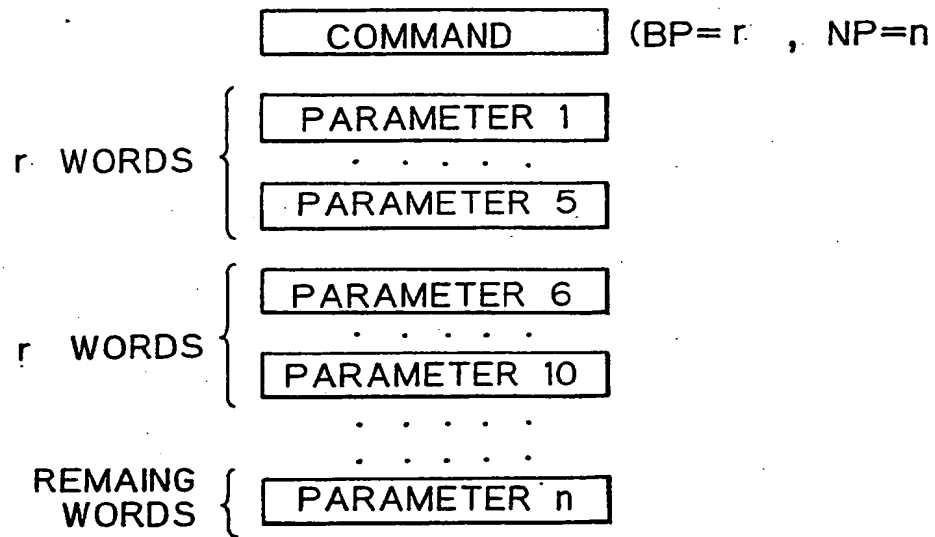 COMMAND (BP=r , NP=n
PARAMETER 1
r WORDS
. . . . .
PARAMETER 5
PARAMETER 6
r WORDS
. . . . .
PARAMETER 10
. . . . .
. . . . .
REMAING
WORDS
PARAMETER n